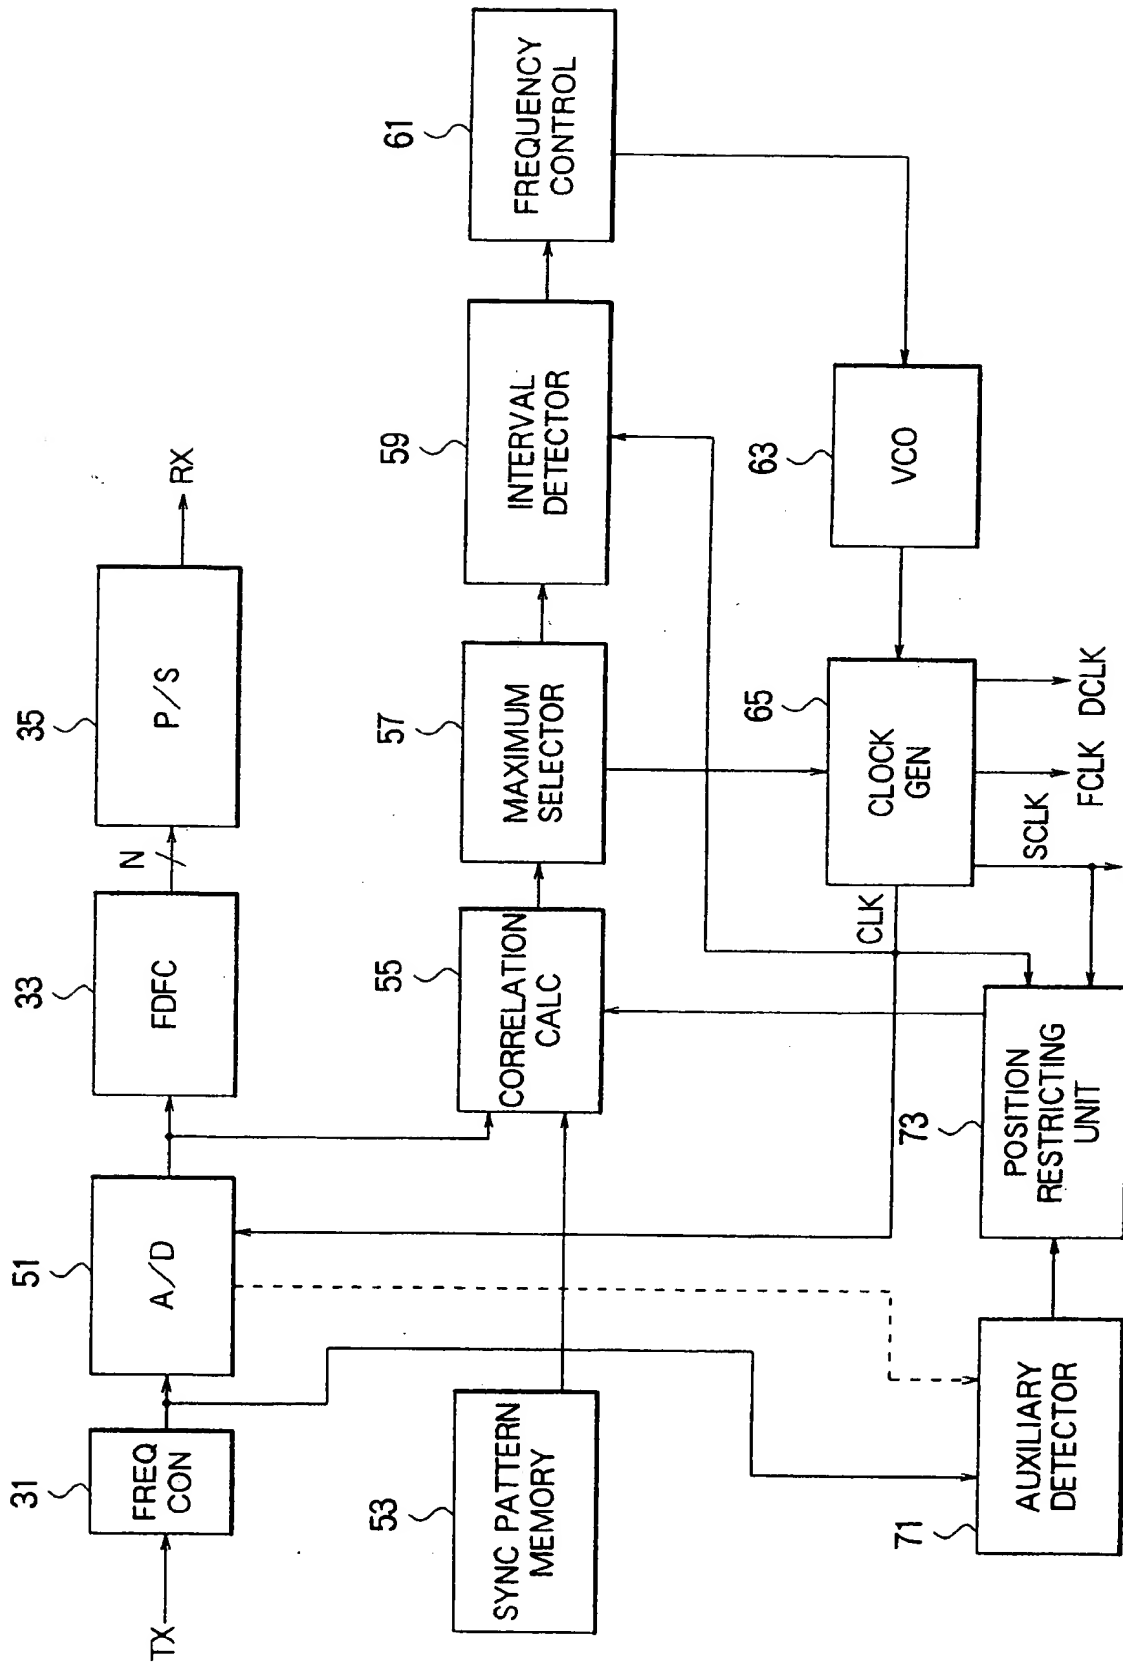 TX
31
FREQ
CON
51
A/D
33
FDFC
N
35
P/S
RX
53
SYNC PATTERN
MEMORY
55
CORRELATION
CALC
57
MAXIMUM
SELECTOR
59
INTERVAL
DETECTOR
61
FREQUENCY
CONTROL
71
AUXILIARY
DETECTOR
73
POSITION
RESTRICTING
UNIT
CLK
65
CLOCK
GEN
SCLK
FCLK
DCLK
63
VCO